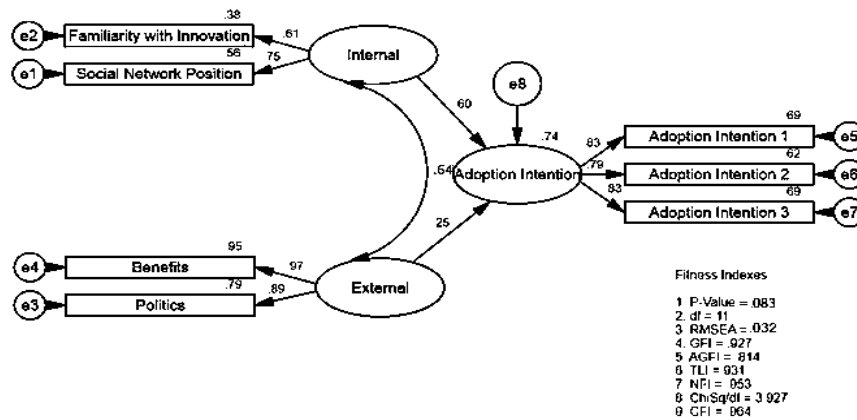 .38
e2 Familiarity with Innovation .61 Internal
56
e1 Social Network Position 75
e8
60
.74
69
83 Adoption Intention 1 e5
62
.64 Adoption Intention .79 Adoption Intention 2 e6
69
83 Adoption Intention 3 e7
25
95
e4 Benefits 97
.79
e3 Politics .89 External
Fitness Indexes
1 P-Value = .083
2. df = 11
3 RMSEA = .032
4. GFI = .927
5 AGFI = 814
6 TLI = 931
7 NFI = 953
8 ChiSq/df = 3 927
9 CFI = 964